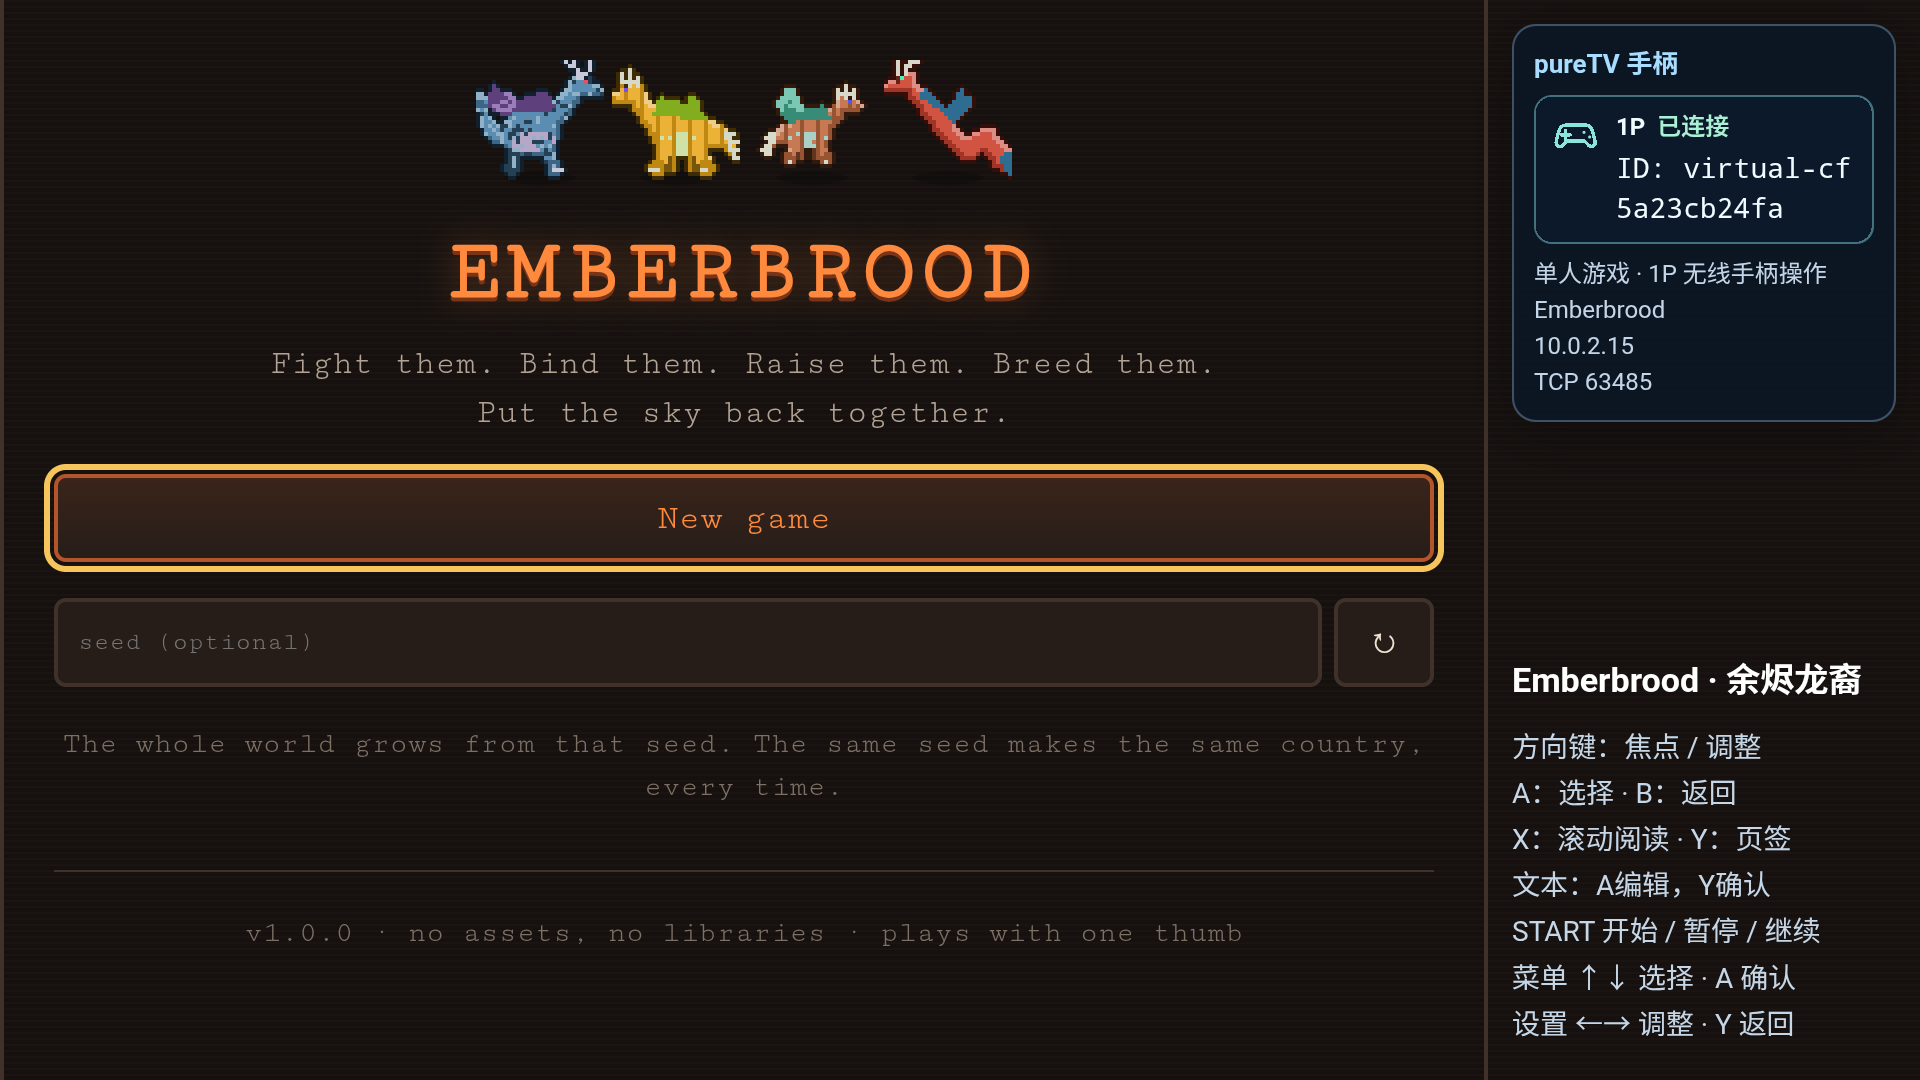 EMBERBROOD
Fight them. Bind them. Raise them. Breed them.
Put the sky back together.
New game
seed (optional)
↻
The whole world grows from that seed. The same seed makes the same country,
every time.
v1.0.0 · no assets, no libraries · plays with one thumb
pureTV 手柄
1P 已连接
ID: virtual-cf
5a23cb24fa
单人游戏 · 1P 无线手柄操作
Emberbrood
10.0.2.15
TCP 63485
Emberbrood · 余烬龙裔
方向键：焦点 / 调整
A：选择 · B：返回
X：滚动阅读 · Y：页签
文本：A编辑，Y确认
START 开始 / 暂停 / 继续
菜单 ↑↓ 选择 · A 确认
设置 ←→ 调整 · Y 返回